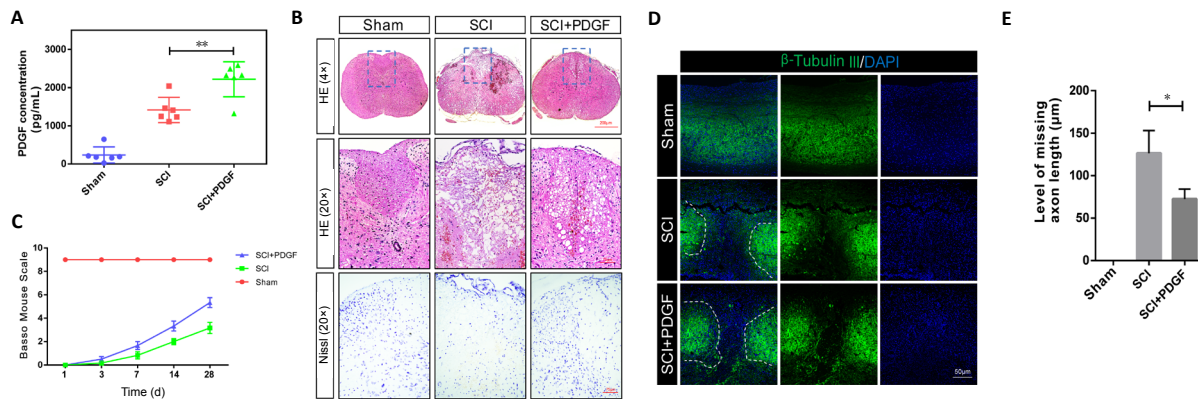 A
PDGF concentration
(pg/mL)
3000
2000
1000
0
**
Sham
SCI
SCI+PDGF
B
Sham
SCI
SCI+PDGF
HE (4×)
HE (20×)
Nissl (20×)
C
Basso Mouse Scale
10
8
6
4
2
0
1
3
7
14
28
Time (d)
SCI+PDGF
SCI
Sham
D
β-Tubulin III/DAPI
Sham
SCI
SCI+PDGF
50μm
E
Level of missing
axon length (μm)
200
150
100
50
0
*
Sham
SCI
SCI+PDGF